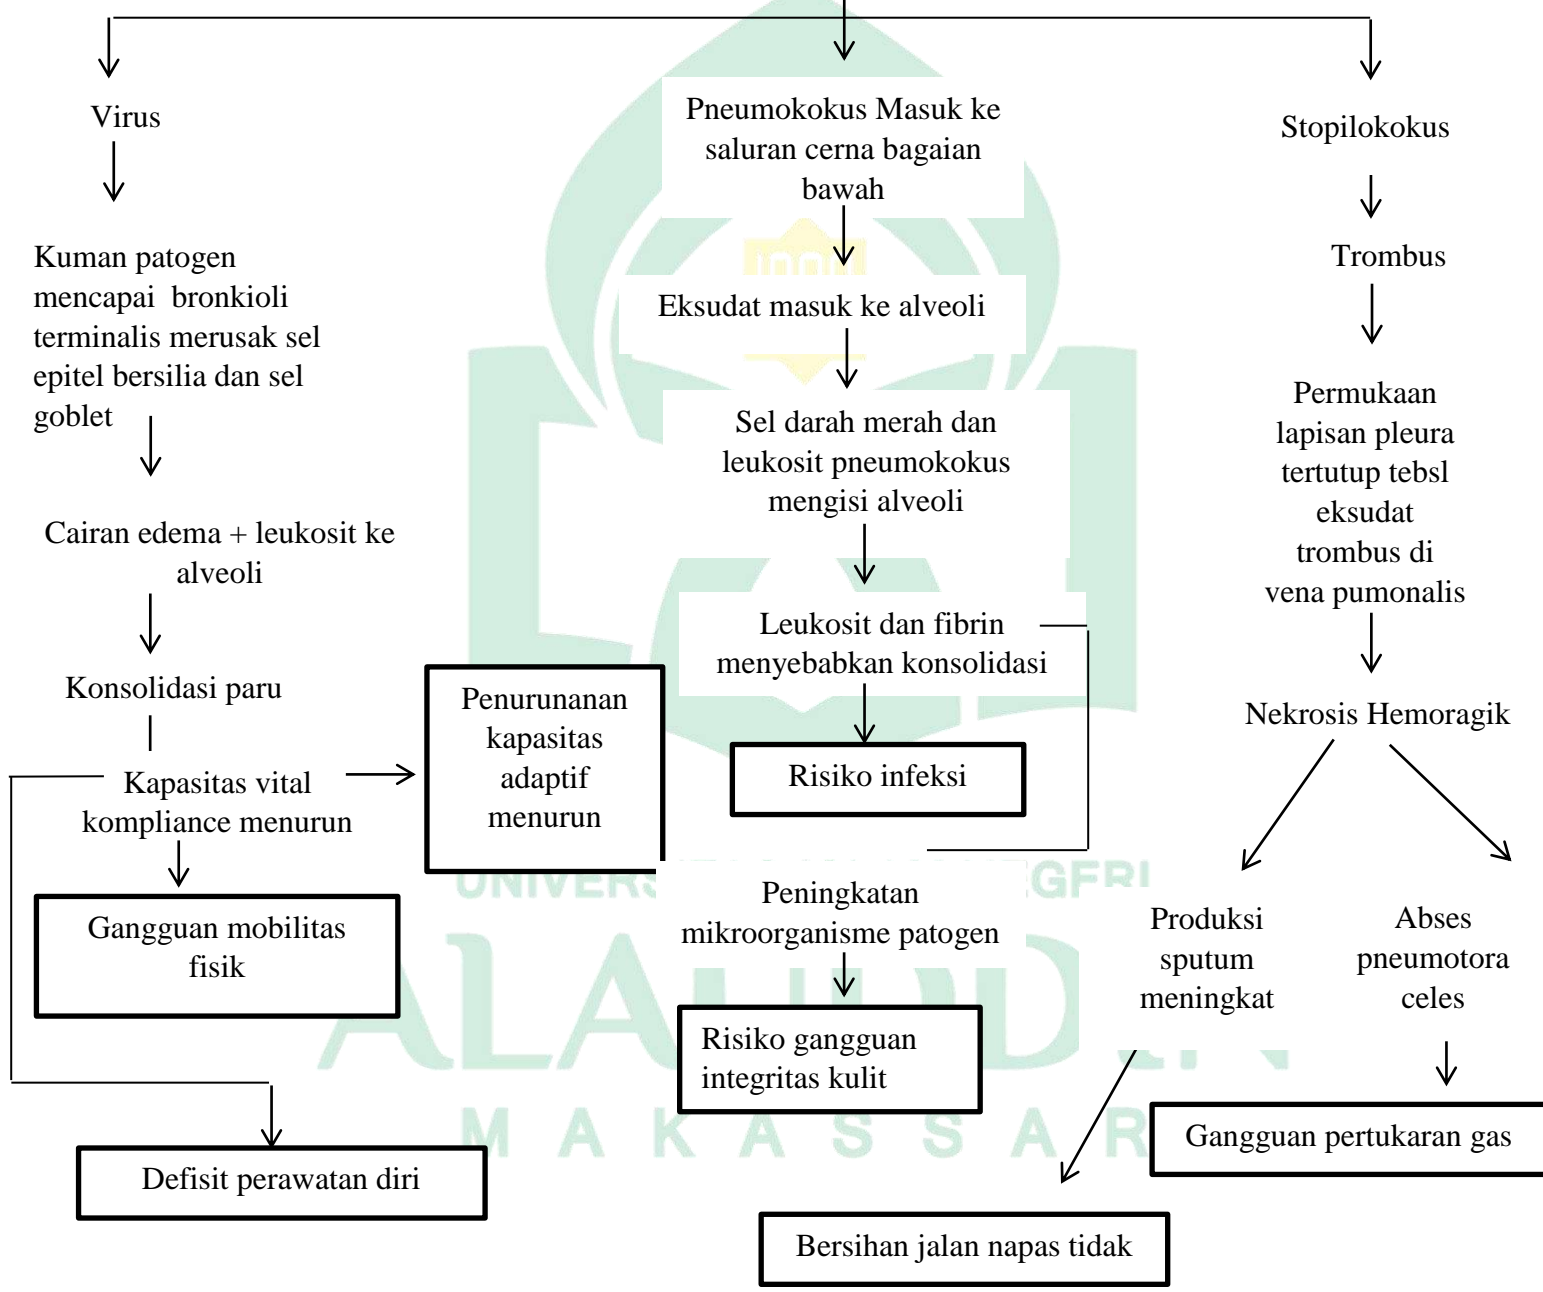 Virus
Kuman patogen
mencapai bronkioli
terminalis merusak sel
epitel bersilia dan sel
goblet
Cairan edema + leukosit ke
alveoli
Konsolidasi paru
Kapasitas vital
kompliance menurun
Penurunanan
kapasitas
adaptif
menurun
Gangguan mobilitas
fisik
Defisit perawatan diri
Pneumokokus Masuk ke
saluran cerna bagaian
bawah
Eksudat masuk ke alveoli
Sel darah merah dan
leukosit pneumokokus
mengisi alveoli
Leukosit dan fibrin
menyebabkan konsolidasi
Risiko infeksi
Peningkatan
mikroorganisme patogen
Risiko gangguan
integritas kulit
Stopilokokus
Trombus
Permukaan
lapisan pleura
tertutup tebsl
eksudat
trombus di
vena pumonalis
Nekrosis Hemoragik
Produksi
sputum
meningkat
Abses
pneumotora
celes
Gangguan pertukaran gas
Bersihan jalan napas tidak
MAKASSAR